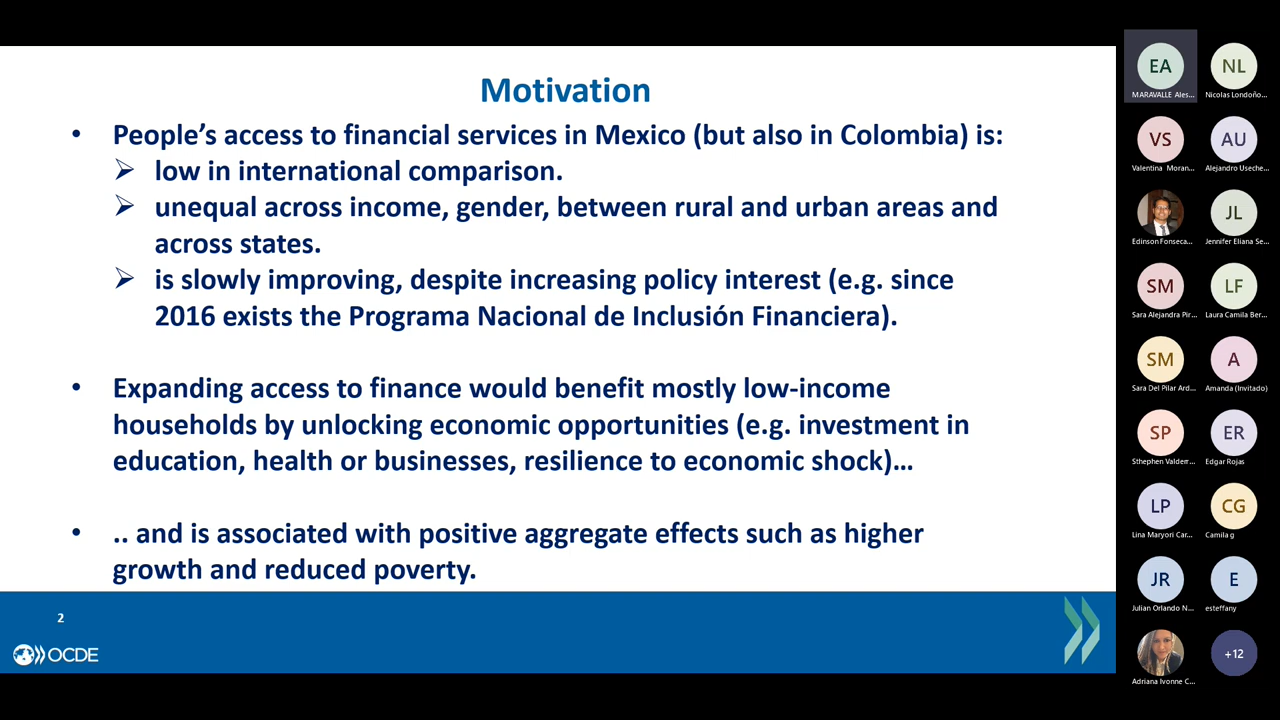 Motivation
• People’s access to financial services in Mexico (but also in Colombia) is:
➢ low in international comparison.
➢ unequal across income, gender, between rural and urban areas and
across states.
➢ is slowly improving, despite increasing policy interest (e.g. since
2016 exists the Programa Nacional de Inclusión Financiera).
• Expanding access to finance would benefit mostly low-income
households by unlocking economic opportunities (e.g. investment in
education, health or businesses, resilience to economic shock)…
• .. and is associated with positive aggregate effects such as higher
growth and reduced poverty.
2
OCDE
EA
MARAVALLE Ales...
NL
Nicolas Londoño...
VS
Valentina Moran...
AU
Alejandro Useche...
Edinson Fonseca...
JL
Jennifer Eliana Se...
SM
Sara Alejandra Pir...
LF
Laura Camila Ber...
SM
Sara Del Pilar Ard...
A
Amanda (Invitado)
SP
Sthephen Valderr...
ER
Edgar Rojas
LP
Lina Maryori Car...
CG
Camila g
JR
Julian Orlando N...
E
esteffany
Adriana Ivonne C...
+12